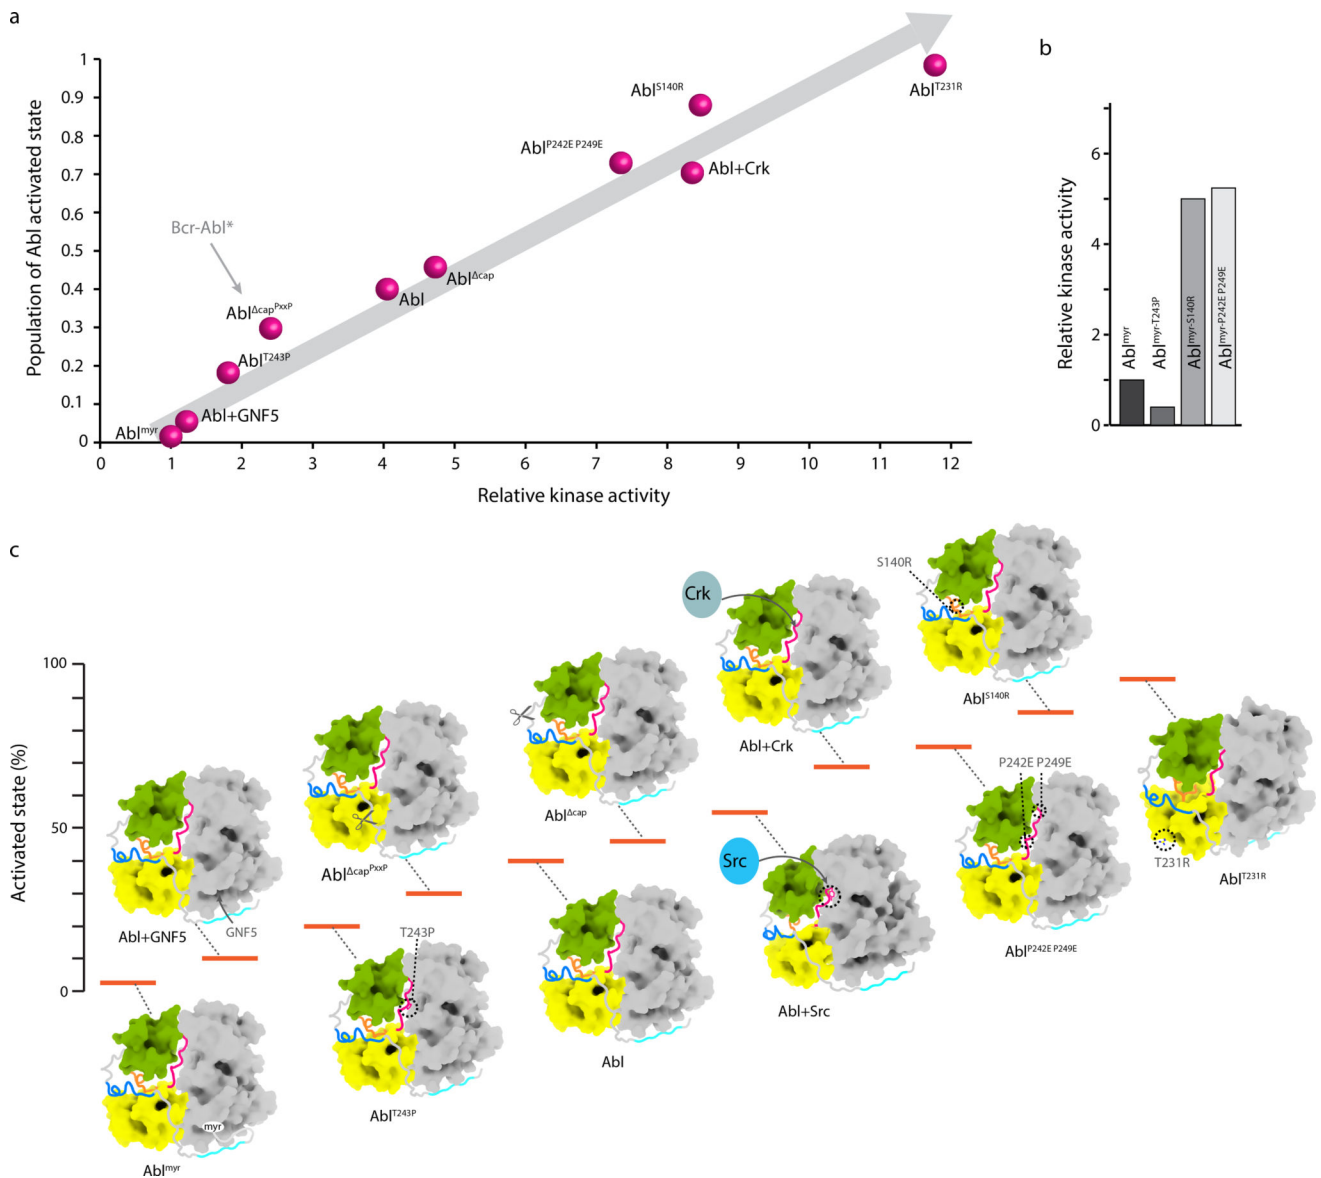 a
Population of Abl activated state
1
0.9
0.8
0.7
0.6
0.5
0.4
0.3
0.2
0.1
0
0 1 2 3 4 5 6 7 8 9 10 11 12
Relative kinase activity
Abl^myr
Abl+GNF5
Abl^T243P
Abl^Δcap^PxxP
Bcr-Abl*
Abl
Abl^Δcap
Abl^P242E P249E
Abl^S140R
Abl+Crk
Abl^T231R
b
Relative kinase activity
6
4
2
0
Abl^myr
Abl^myr-T243P
Abl^myr-S140R
Abl^myr-P242E P249E
c
Activated state (%)
100
50
0
myr
Abl^myr
GNF5
Abl+GNF5
T243P
Abl^T243P
Abl^Δcap^PxxP
Abl
Abl^Δcap
Src
Abl+Src
Crk
Abl+Crk
P242E P249E
Abl^P242E P249E
S140R
Abl^S140R
T231R
Abl^T231R